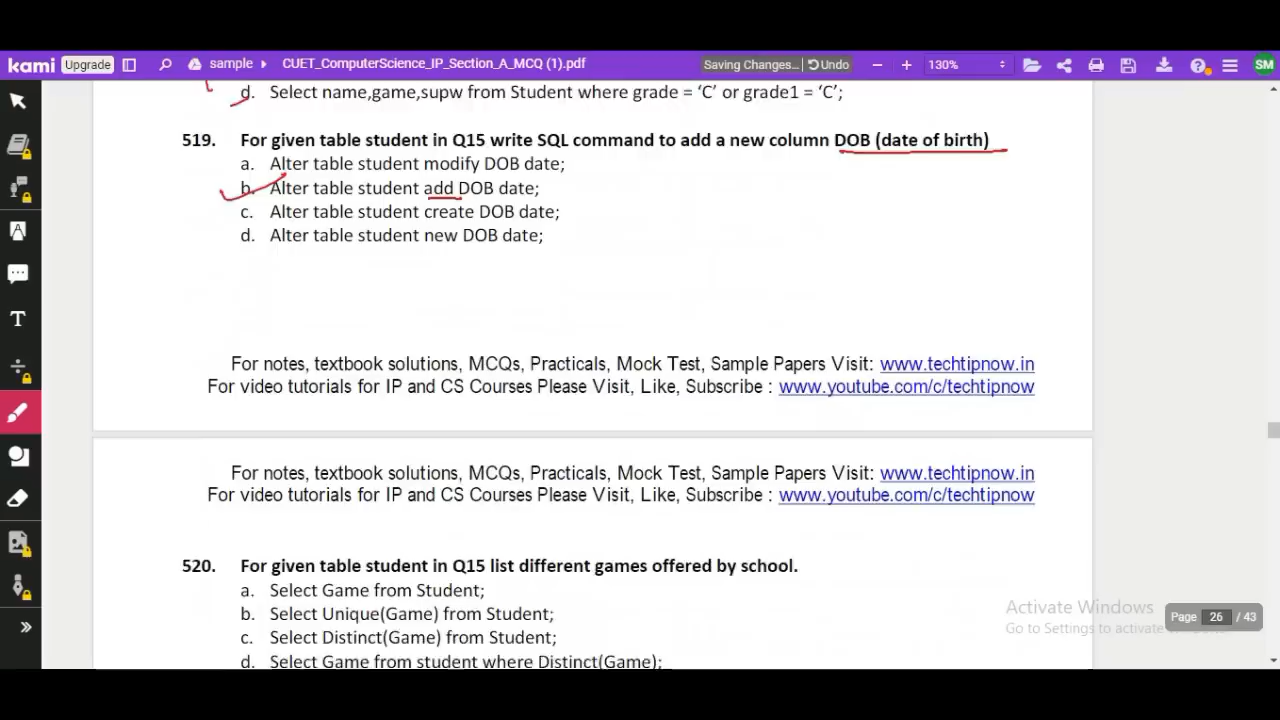 kami Upgrade sample CUET_ComputerScience_IP_Section_A_MCQ (1).pdf Saving Changes... Undo 130% SM
d. Select name,game,supw from Student where grade = ‘C’ or grade1 = ‘C’;
519. For given table student in Q15 write SQL command to add a new column DOB (date of birth)
a. Alter table student modify DOB date;
b. Alter table student add DOB date;
c. Alter table student create DOB date;
d. Alter table student new DOB date;
For notes, textbook solutions, MCQs, Practicals, Mock Test, Sample Papers Visit: www.techtipnow.in
For video tutorials for IP and CS Courses Please Visit, Like, Subscribe : www.youtube.com/c/techtipnow
For notes, textbook solutions, MCQs, Practicals, Mock Test, Sample Papers Visit: www.techtipnow.in
For video tutorials for IP and CS Courses Please Visit, Like, Subscribe : www.youtube.com/c/techtipnow
520. For given table student in Q15 list different games offered by school.
a. Select Game from Student;
b. Select Unique(Game) from Student;
c. Select Distinct(Game) from Student;
d. Select Game from student where Distinct(Game);
Activate Windows
Go to Settings to activate
Page 26 / 43